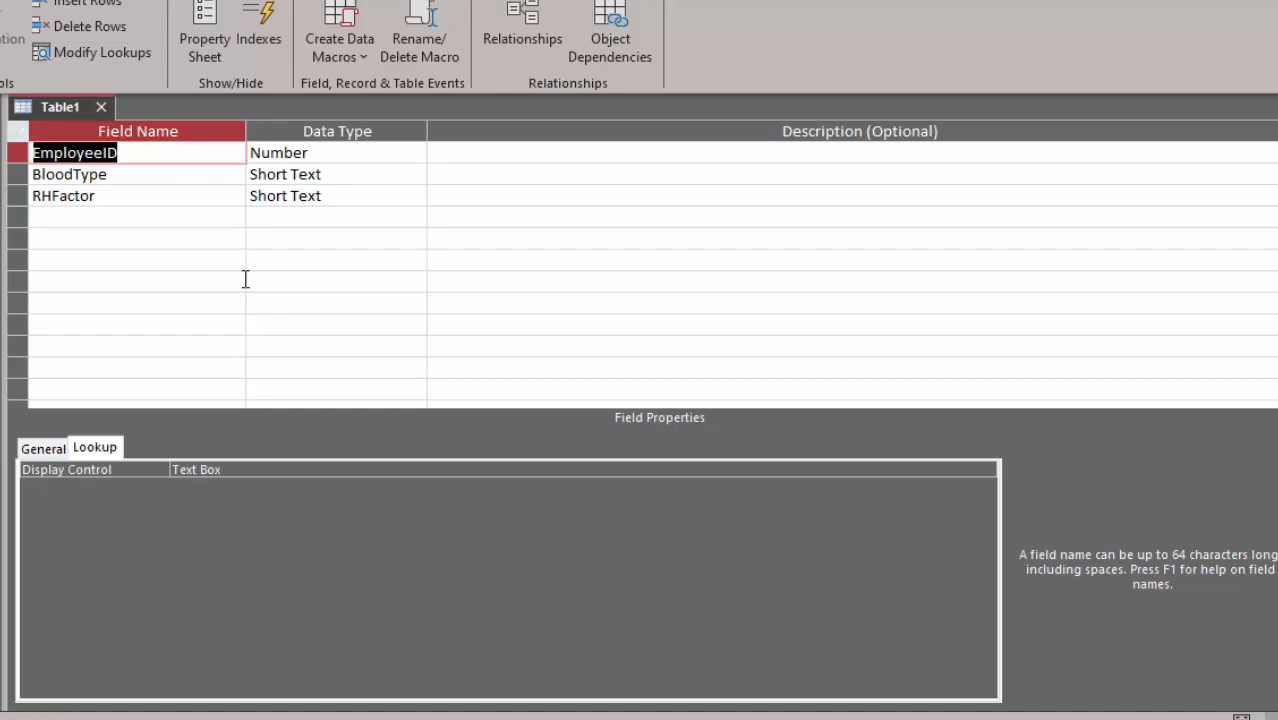 Insert Rows
Delete Rows
Modify Lookups
Property Sheet
Indexes
Show/Hide
Create Data Macros
Rename/ Delete Macro
Field, Record & Table Events
Relationships
Object Dependencies
Relationships
Table1
Field Name Data Type Description (Optional)
EmployeeID Number
BloodType Short Text
RHFactor Short Text
Field Properties
General Lookup
Display Control Text Box
A field name can be up to 64 characters long
including spaces. Press F1 for help on field
names.